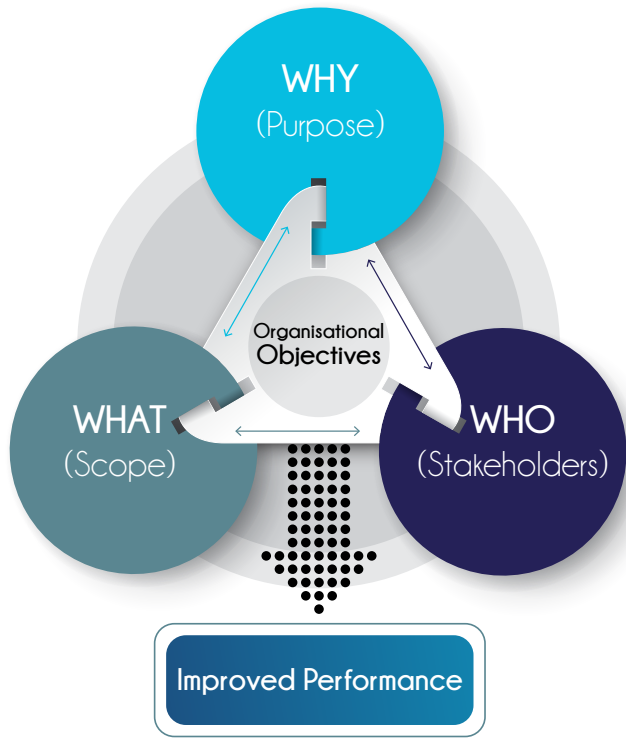 WHY
(Purpose)
Organisational
Objectives
WHAT
(Scope)
WHO
(Stakeholders)
Improved Performance